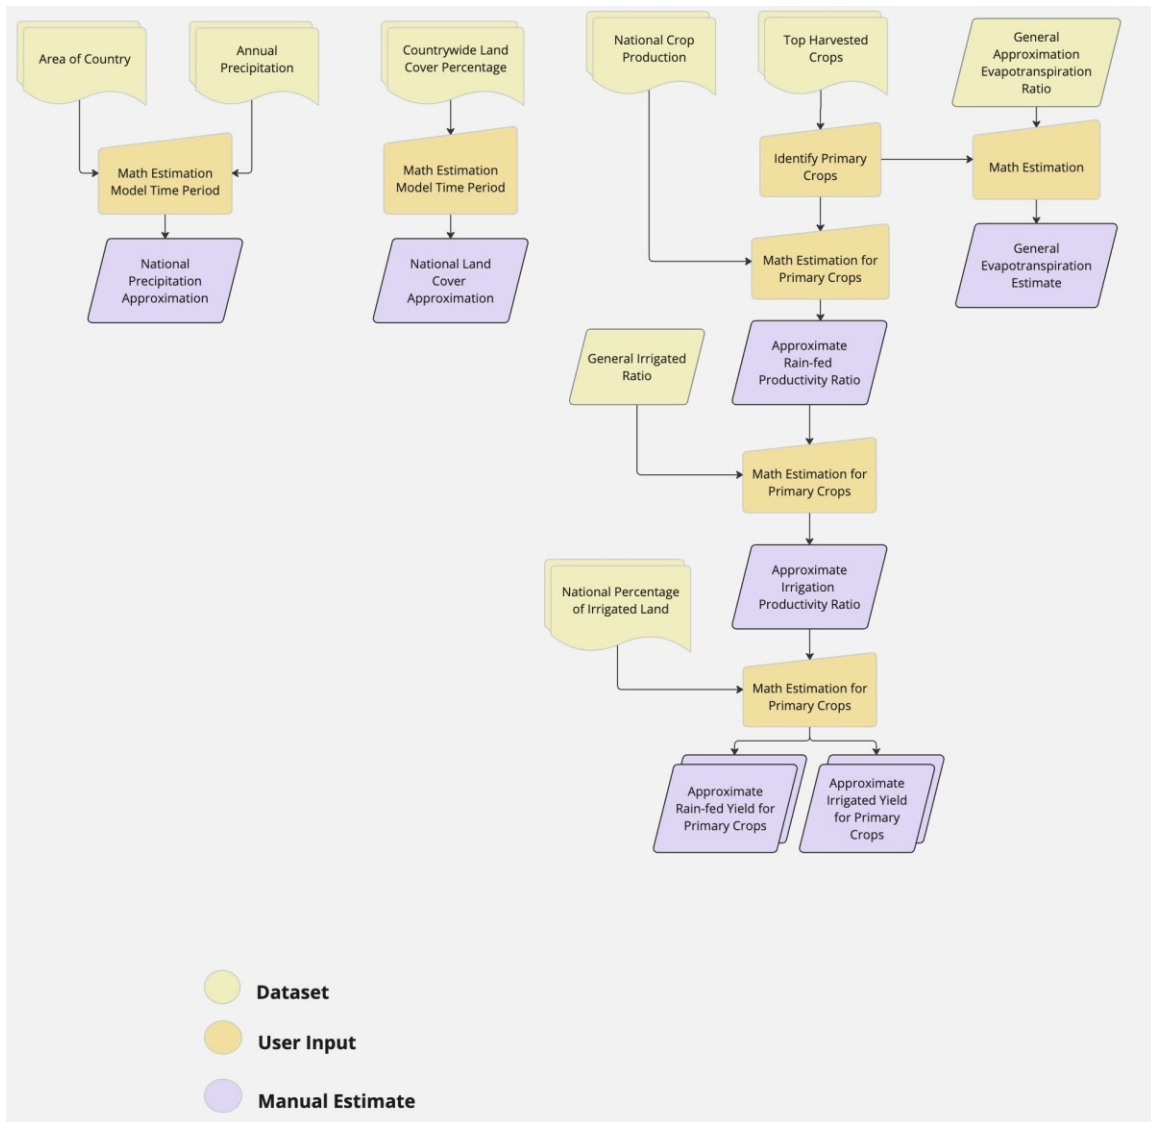 Area of Country
Annual
Precipitation
Math Estimation
Model Time Period
National
Precipitation
Approximation
Countrywide Land
Cover Percentage
Math Estimation
Model Time Period
National Land
Cover
Approximation
National Crop
Production
Top Harvested
Crops
General
Approximation
Evapotranspiration
Ratio
Identify Primary
Crops
Math Estimation
Math Estimation for
Primary Crops
General
Evapotranspiration
Estimate
Approximate
Rain-fed
Productivity Ratio
General Irrigated
Ratio
Math Estimation for
Primary Crops
Approximate
Irrigation
Productivity Ratio
National Percentage
of Irrigated Land
Math Estimation for
Primary Crops
Approximate
Rain-fed Yield for
Primary Crops
Approximate
Irrigated Yield
for Primary
Crops
Dataset
User Input
Manual Estimate